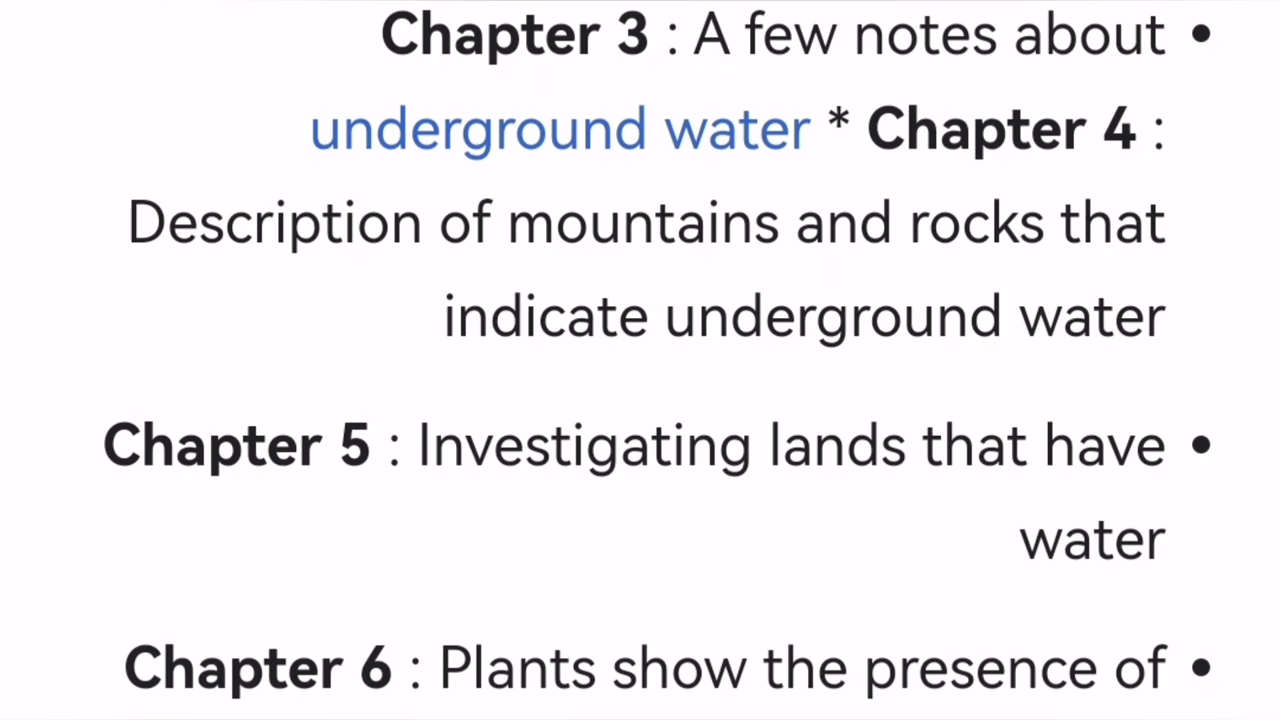 • Chapter 3 : A few notes about
underground water * Chapter 4 :
Description of mountains and rocks that
indicate underground water
• Chapter 5 : Investigating lands that have
water
• Chapter 6 : Plants show the presence of